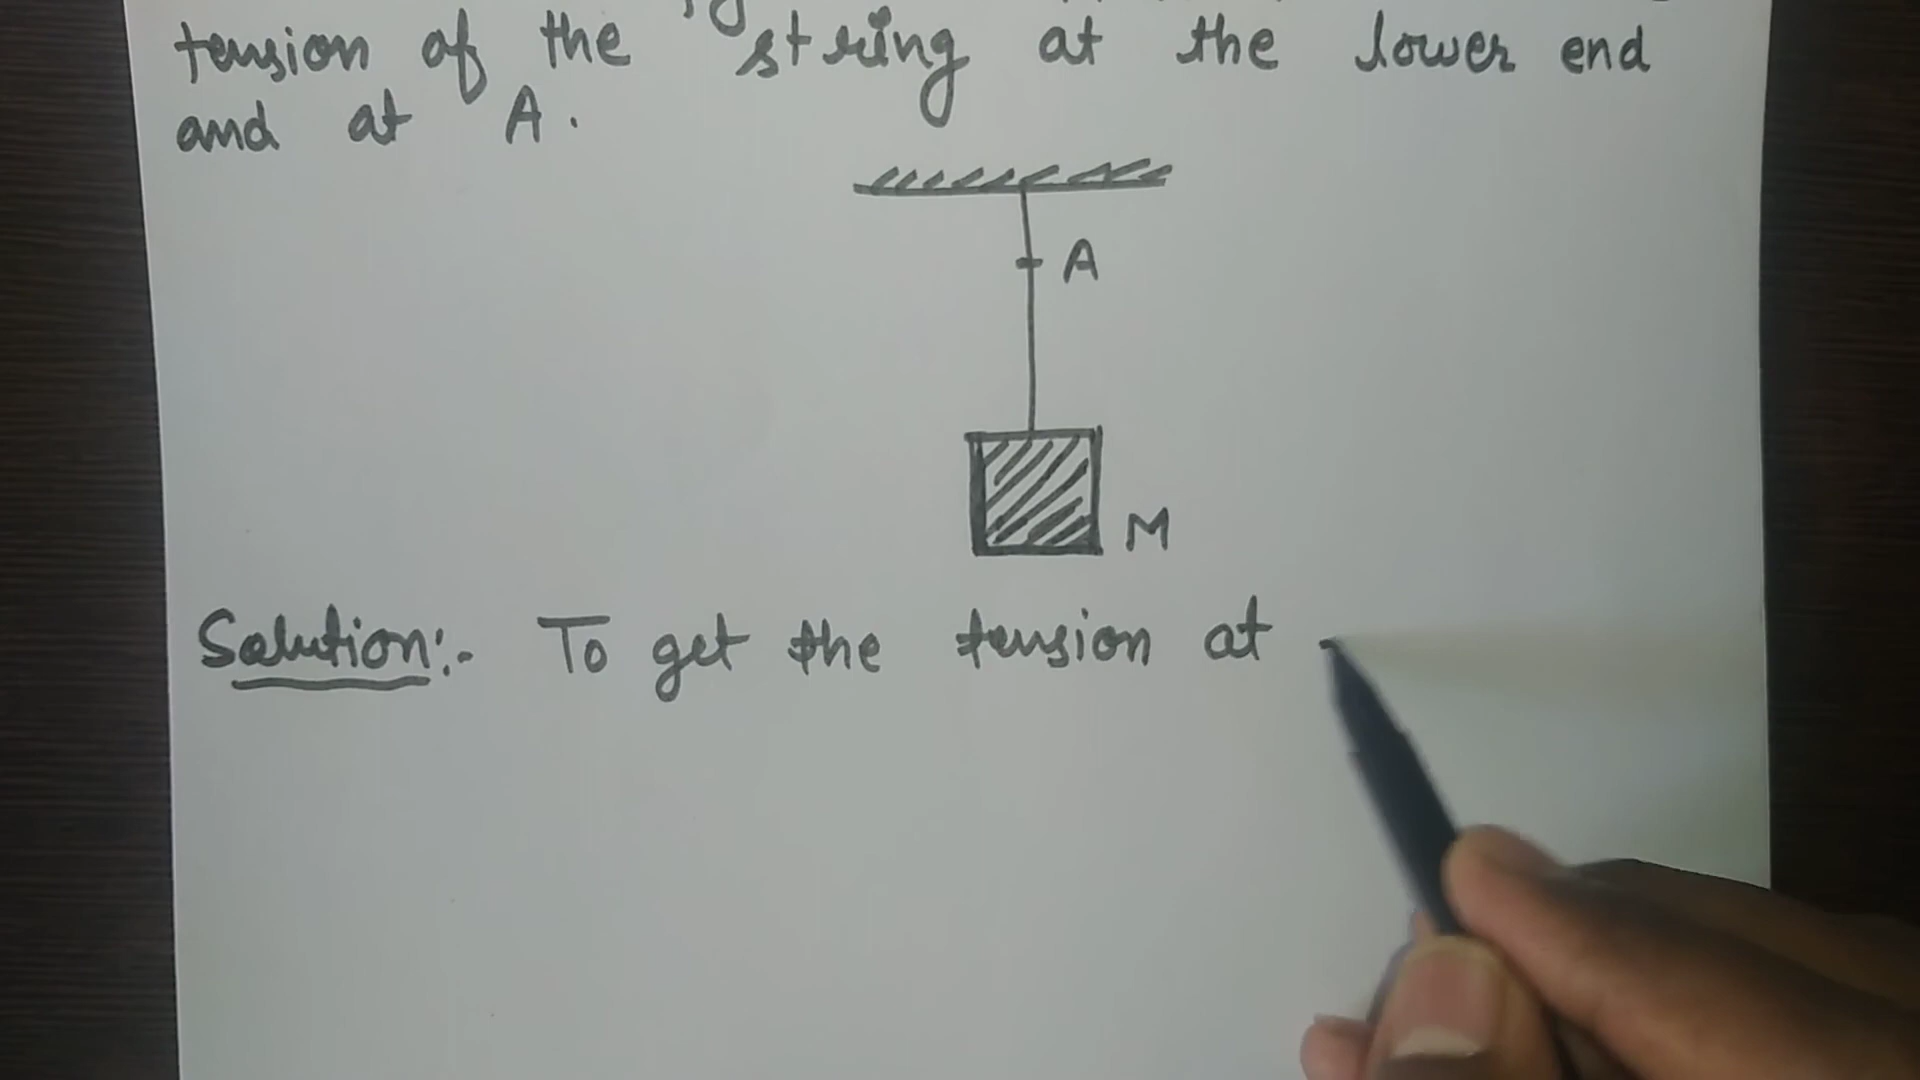 tension of the string at the lower end
and at A.
A
M
Solution:- To get the tension at